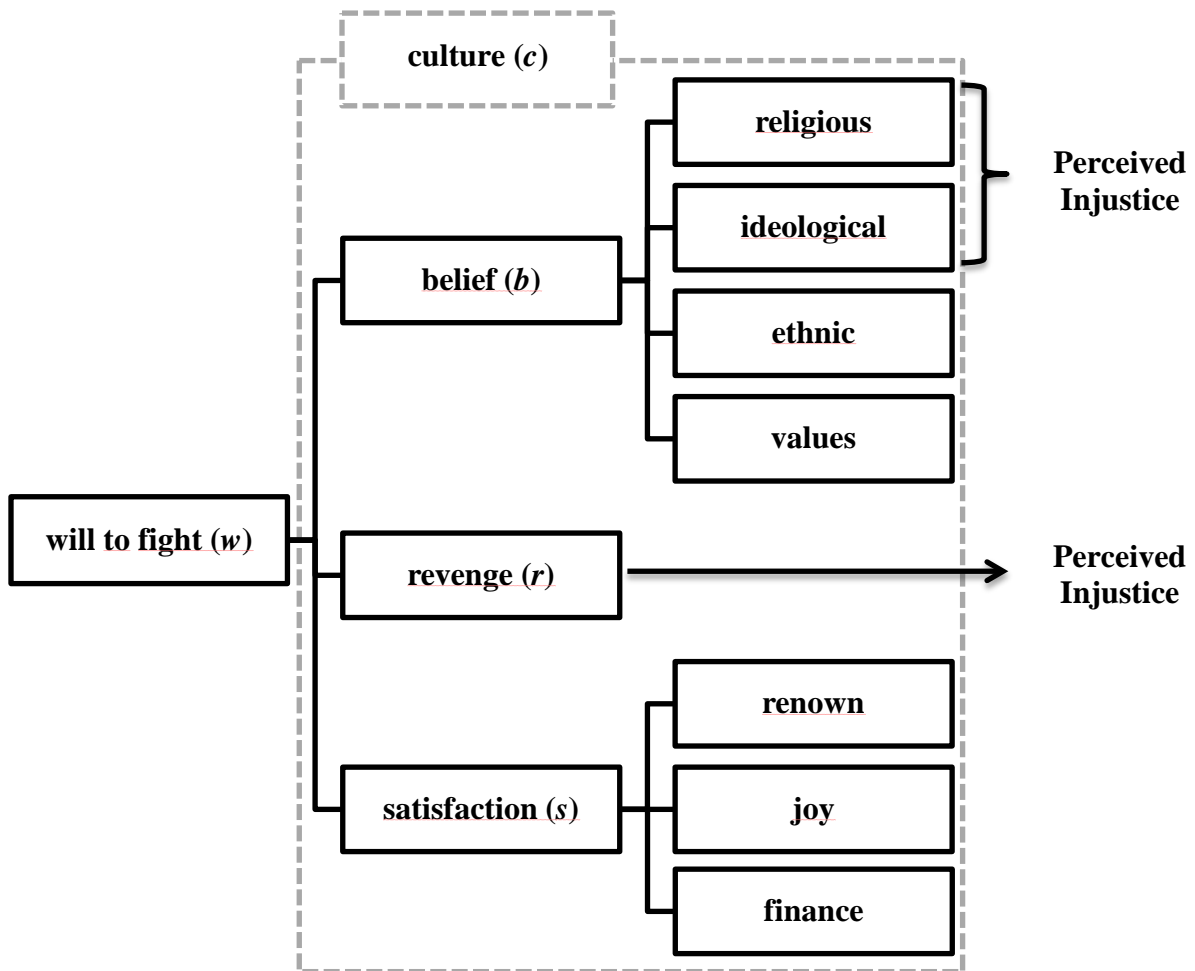 culture (c)
religious
Perceived
Injustice
ideological
belief (b)
ethnic
values
will to fight (w)
revenge (r)
Perceived
Injustice
renown
satisfaction (s)
joy
finance